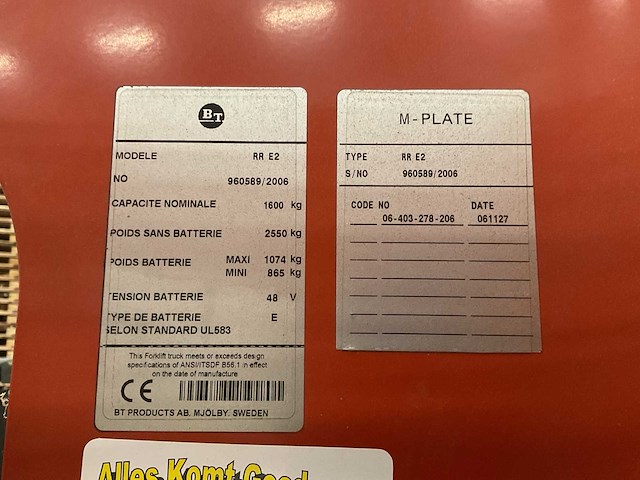 BT
MODELE RR E2
NO 960589/2006
CAPACITE NOMINALE 1600 kg
POIDS SANS BATTERIE 2550 kg
POIDS BATTERIE MAXI 1074 kg
MINI 865 kg
TENSION BATTERIE 48 V
TYPE DE BATTERIE E
SELON STANDARD UL583
This Forklift truck meets or exceeds design
specifications of ANSI/ITSDF B56.1 in effect
on the date of manufacture
CE
BT PRODUCTS AB. MJÖLBY. SWEDEN
M-PLATE
TYPE RR E2
S/NO 960589/2006
CODE NO DATE
06-403-278-206 061127
Alles Komt Goed